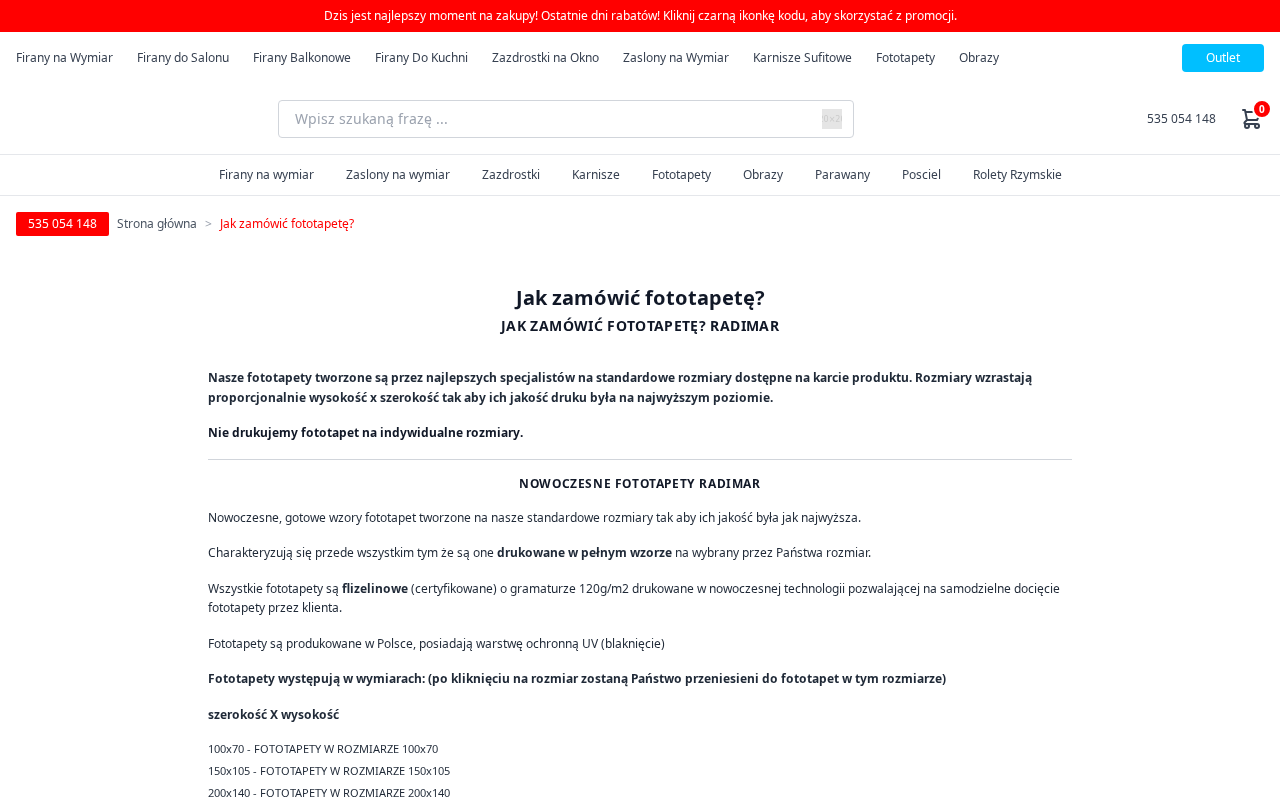 Dzis jest najlepszy moment na zakupy! Ostatnie dni rabatów! Kliknij czarną ikonkę kodu, aby skorzystać z promocji.
Firany na Wymiar Firany do Salonu Firany Balkonowe Firany Do Kuchni Zazdrostki na Okno Zaslony na Wymiar Karnisze Sufitowe Fototapety Obrazy Outlet
Wpisz szukaną frazę ... 535 054 148 0
Firany na wymiar Zaslony na wymiar Zazdrostki Karnisze Fototapety Obrazy Parawany Posciel Rolety Rzymskie
535 054 148 Strona główna > Jak zamówić fototapetę?
Jak zamówić fototapetę?
JAK ZAMÓWIĆ FOTOTAPETĘ? RADIMAR
Nasze fototapety tworzone są przez najlepszych specjalistów na standardowe rozmiary dostępne na karcie produktu. Rozmiary wzrastają
proporcjonalnie wysokość x szerokość tak aby ich jakość druku była na najwyższym poziomie.
Nie drukujemy fototapet na indywidualne rozmiary.
NOWOCZESNE FOTOTAPETY RADIMAR
Nowoczesne, gotowe wzory fototapet tworzone na nasze standardowe rozmiary tak aby ich jakość była jak najwyższa.
Charakteryzują się przede wszystkim tym że są one drukowane w pełnym wzorze na wybrany przez Państwa rozmiar.
Wszystkie fototapety są flizelinowe (certyfikowane) o gramaturze 120g/m2 drukowane w nowoczesnej technologii pozwalającej na samodzielne docięcie
fototapety przez klienta.
Fototapety są produkowane w Polsce, posiadają warstwę ochronną UV (blaknięcie)
Fototapety występują w wymiarach: (po kliknięciu na rozmiar zostaną Państwo przeniesieni do fototapet w tym rozmiarze)
szerokość X wysokość
100x70 - FOTOTAPETY W ROZMIARZE 100x70
150x105 - FOTOTAPETY W ROZMIARZE 150x105
200x140 - FOTOTAPETY W ROZMIARZE 200x140